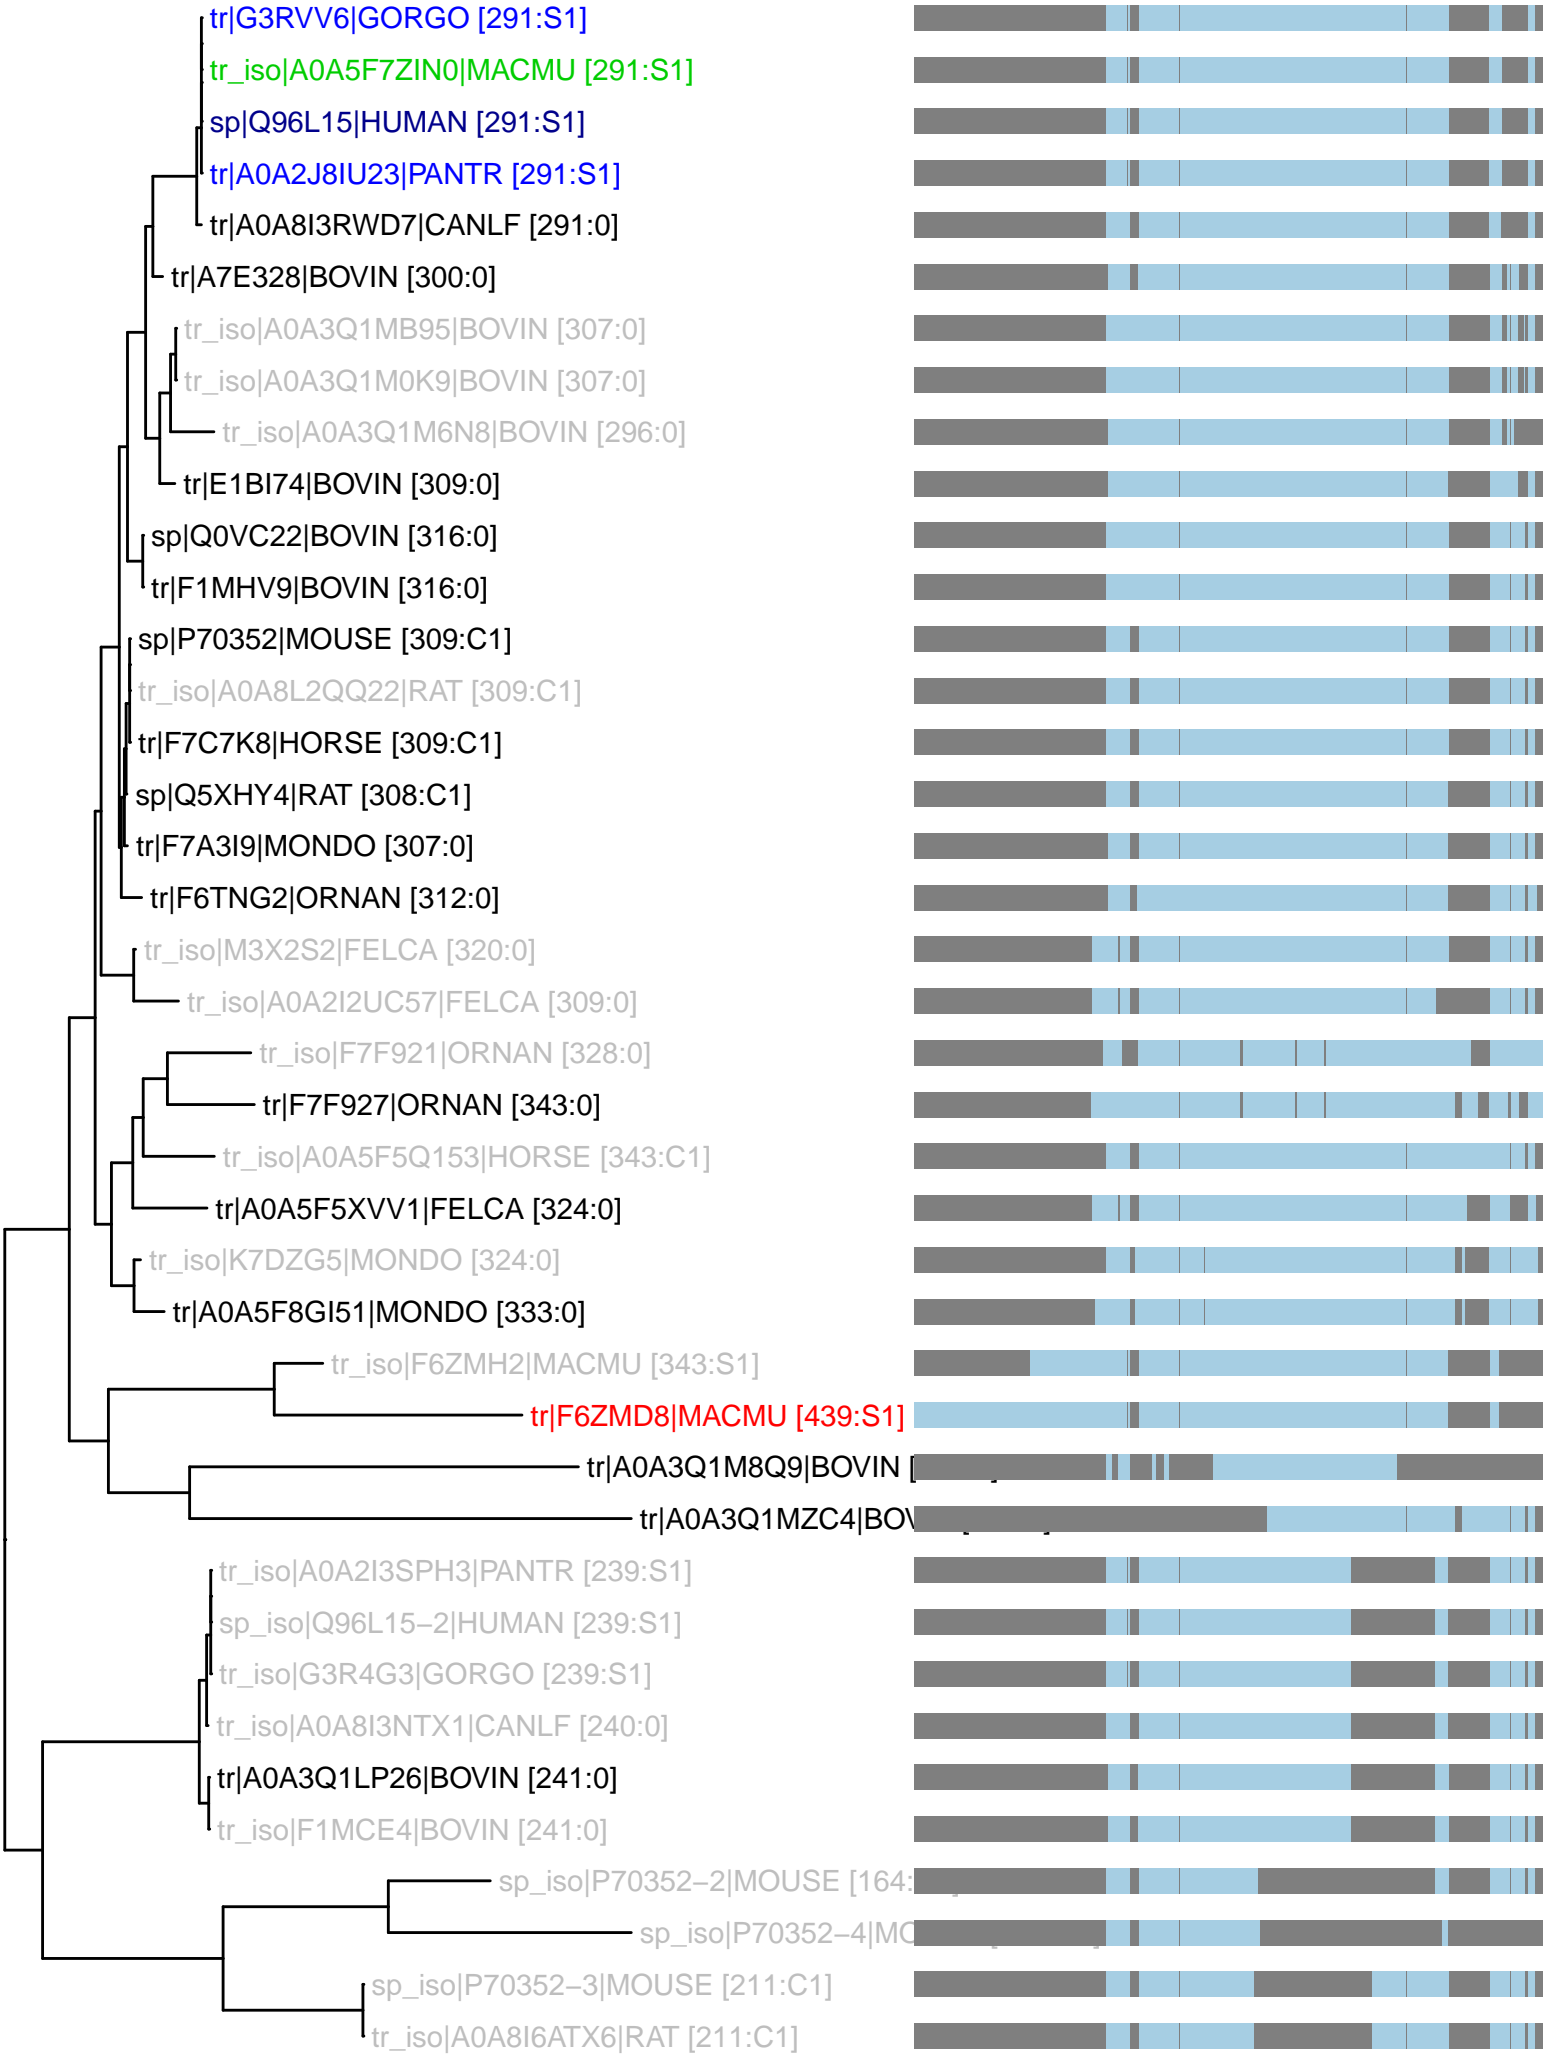 tr|G3RVV6|GORGO [291:S1]
tr_iso|A0A5F7ZIN0|MACMU [291:S1]
sp|Q96L15|HUMAN [291:S1]
tr|A0A2J8IU23|PANTR [291:S1]
tr|A0A8I3RWD7|CANLF [291:0]
tr|A7E328|BOVIN [300:0]
tr_iso|A0A3Q1MB95|BOVIN [307:0]
tr_iso|A0A3Q1M0K9|BOVIN [307:0]
tr_iso|A0A3Q1M6N8|BOVIN [296:0]
tr|E1BI74|BOVIN [309:0]
sp|Q0VC22|BOVIN [316:0]
tr|F1MHV9|BOVIN [316:0]
sp|P70352|MOUSE [309:C1]
tr_iso|A0A8L2QQ22|RAT [309:C1]
tr|F7C7K8|HORSE [309:C1]
sp|Q5XHY4|RAT [308:C1]
tr|F7A3I9|MONDO [307:0]
tr|F6TNG2|ORNAN [312:0]
tr_iso|M3X2S2|FELCA [320:0]
tr_iso|A0A2I2UC57|FELCA [309:0]
tr_iso|F7F921|ORNAN [328:0]
tr|F7F927|ORNAN [343:0]
tr_iso|A0A5F5Q153|HORSE [343:C1]
tr|A0A5F5XVV1|FELCA [324:0]
tr_iso|K7DZG5|MONDO [324:0]
tr|A0A5F8GI51|MONDO [333:0]
tr_iso|F6ZMH2|MACMU [343:S1]
tr|F6ZMD8|MACMU [439:S1]
tr|A0A3Q1M8Q9|BOVIN [
tr|A0A3Q1MZC4|BOV
tr_iso|A0A2I3SPH3|PANTR [239:S1]
sp_iso|Q96L15−2|HUMAN [239:S1]
tr_iso|G3R4G3|GORGO [239:S1]
tr_iso|A0A8I3NTX1|CANLF [240:0]
tr|A0A3Q1LP26|BOVIN [241:0]
tr_iso|F1MCE4|BOVIN [241:0]
sp_iso|P70352−2|MOUSE [164:
sp_iso|P70352−4|MO
sp_iso|P70352−3|MOUSE [211:C1]
tr_iso|A0A8I6ATX6|RAT [211:C1]